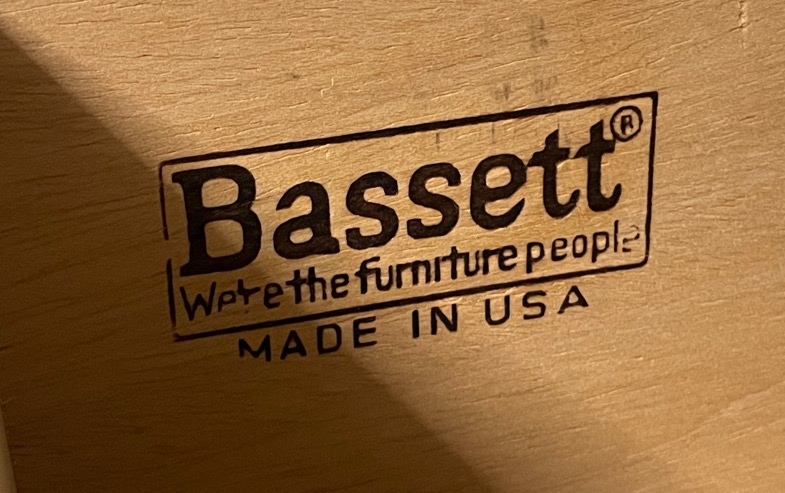 Bassett®
We're the furniture people
MADE IN USA